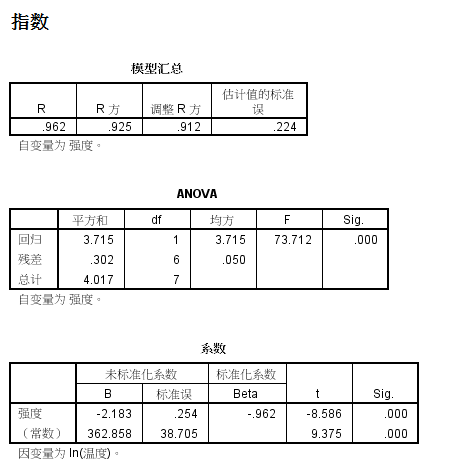 指数
模型汇总
R R 方 调整 R 方 估计值的标准误
.962 .925 .912 .224
自变量为 强度。
ANOVA
平方和 df 均方 F Sig.
回归 3.715 1 3.715 73.712 .000
残差 .302 6 .050
总计 4.017 7
自变量为 强度。
系数
未标准化系数 标准化系数
B 标准误 Beta t Sig.
强度 -2.183 .254 -.962 -8.586 .000
（常数） 362.858 38.705 9.375 .000
因变量为 ln(温度)。